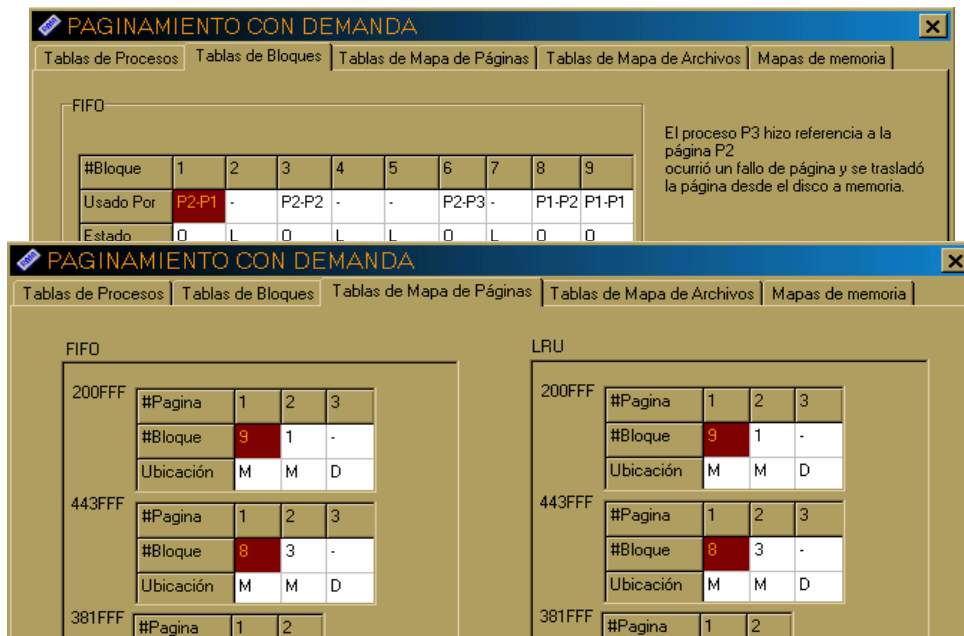 PAGINAMIENTO CON DEMANDA
Tablas de Procesos Tablas de Bloques Tablas de Mapa de Páginas Tablas de Mapa de Archivos Mapas de memoria
FIFO
El proceso P3 hizo referencia a la
página P2
ocurrió un fallo de página y se trasladó
la página desde el disco a memoria.
#Bloque 1 2 3 4 5 6 7 8 9
Usado Por P2-P1 - P2-P2 - - P2-P3 - P1-P2 P1-P1
Estado O L O L L O L O O
PAGINAMIENTO CON DEMANDA
Tablas de Procesos Tablas de Bloques Tablas de Mapa de Páginas Tablas de Mapa de Archivos Mapas de memoria
FIFO
200FFF
#Pagina 1 2 3
#Bloque 9 1 -
Ubicación M M D
443FFF
#Pagina 1 2 3
#Bloque 8 3 -
Ubicación M M D
381FFF
#Pagina 1 2
LRU
200FFF
#Pagina 1 2 3
#Bloque 9 1 -
Ubicación M M D
443FFF
#Pagina 1 2 3
#Bloque 8 3 -
Ubicación M M D
381FFF
#Pagina 1 2